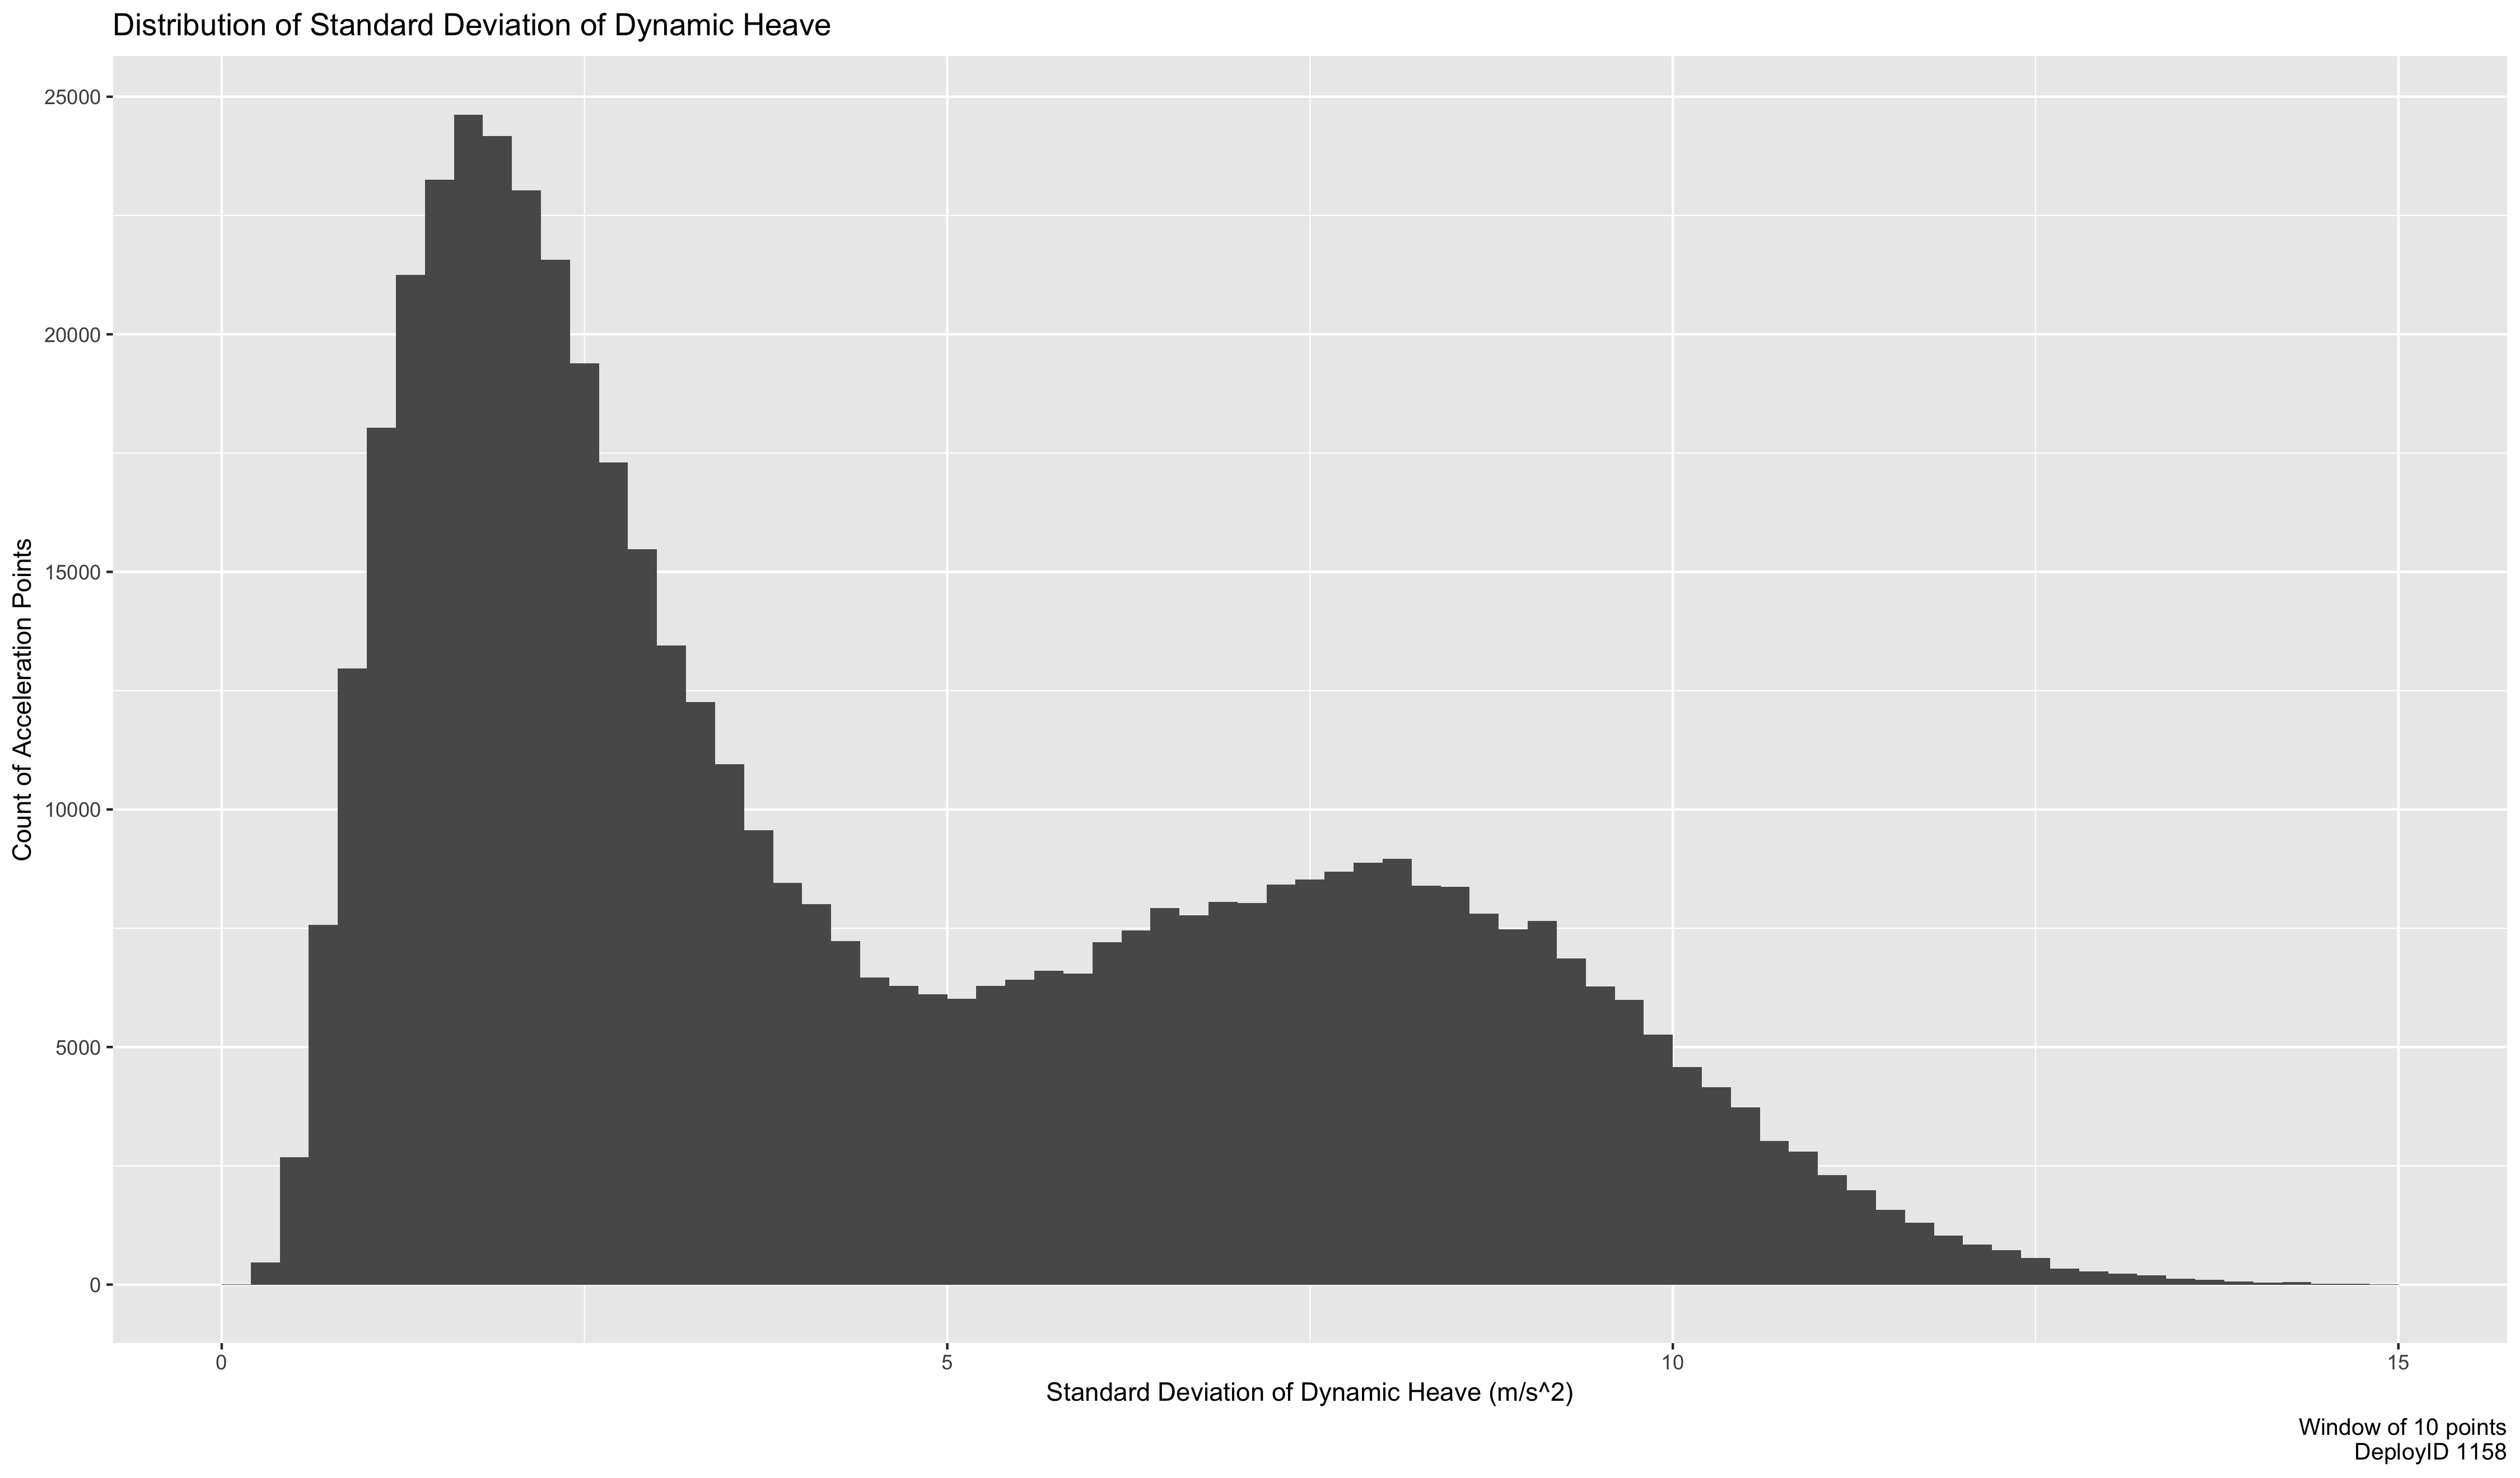 Distribution of Standard Deviation of Dynamic Heave
25000
20000
15000
10000
5000
0
Count of Acceleration Points
0
5
10
15
Standard Deviation of Dynamic Heave (m/s^2)
Window of 10 points
DeployID 1158